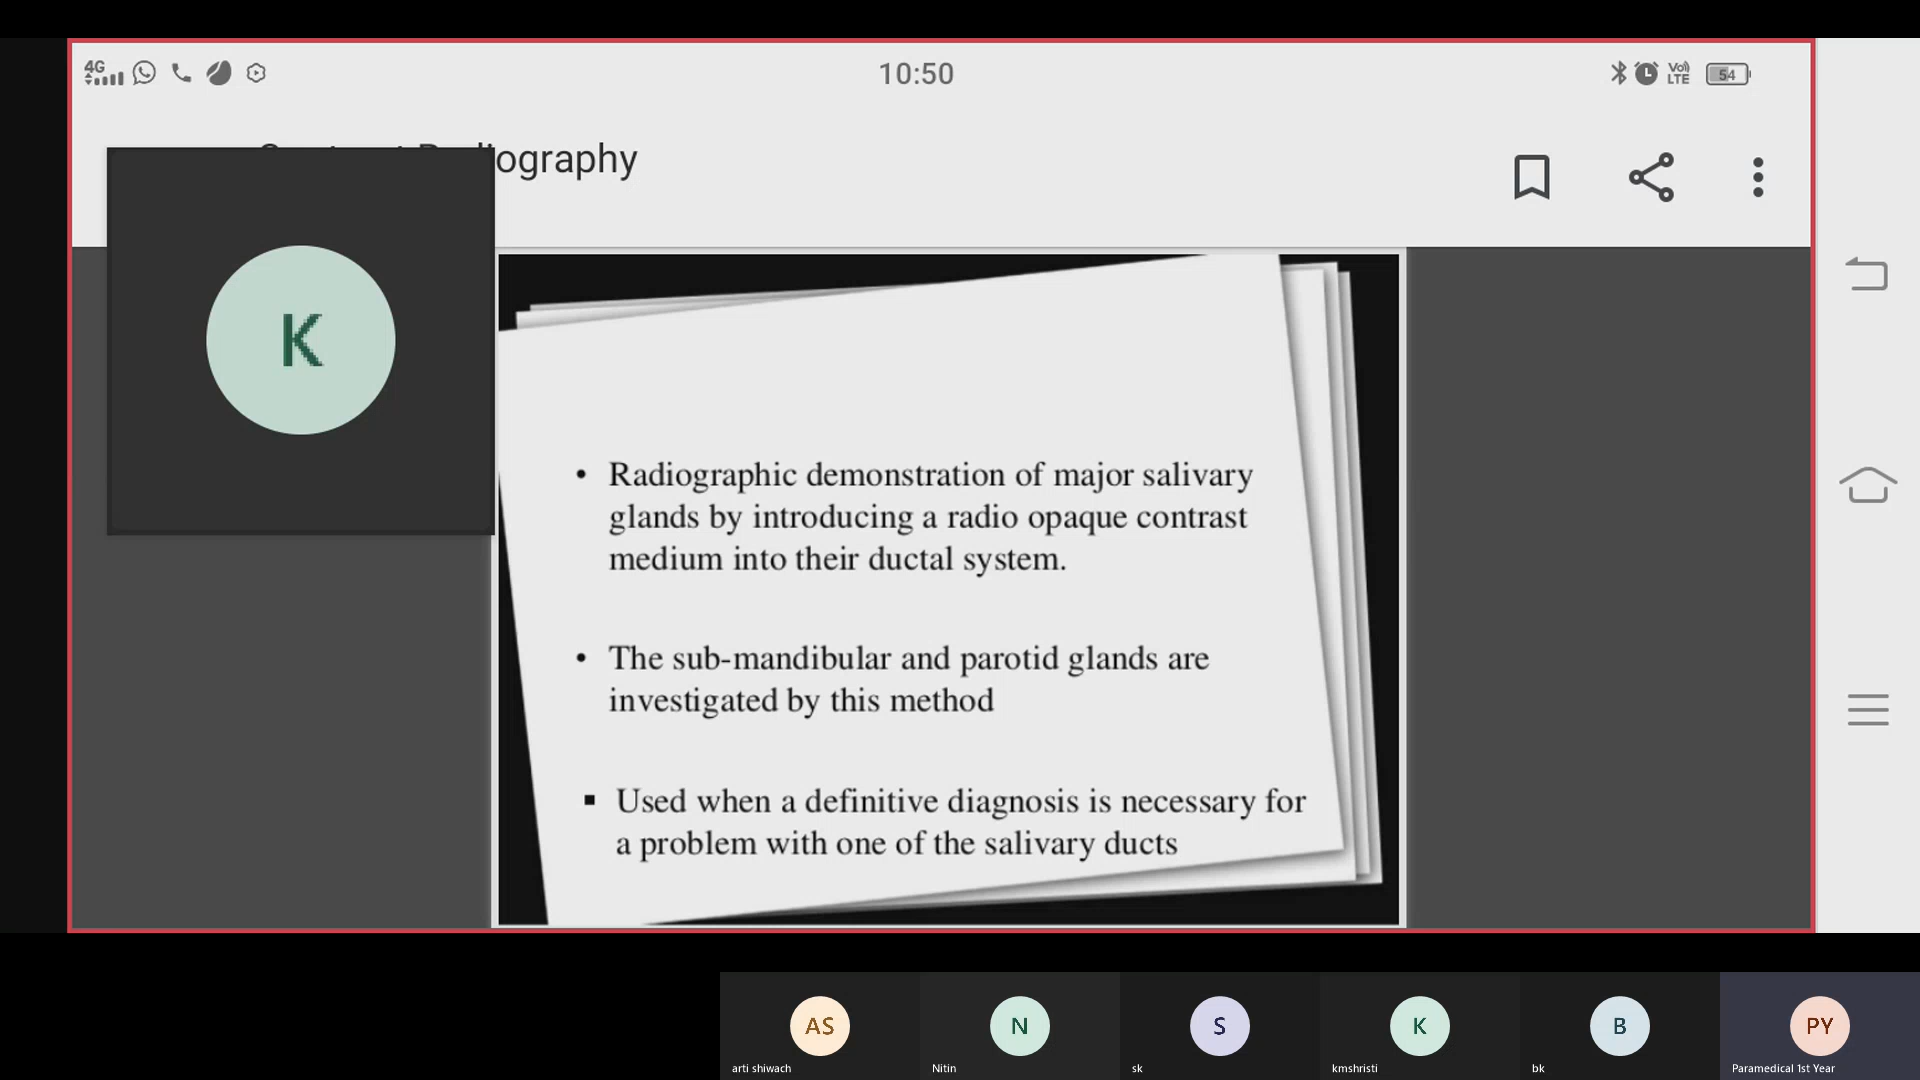 4G
10:50
Vo))
LTE
54
ography
K
• Radiographic demonstration of major salivary
glands by introducing a radio opaque contrast
medium into their ductal system.
• The sub-mandibular and parotid glands are
investigated by this method
▪ Used when a definitive diagnosis is necessary for
a problem with one of the salivary ducts
AS
N
S
K
B
PY
arti shiwach
Nitin
sk
kmshristi
bk
Paramedical 1st Year